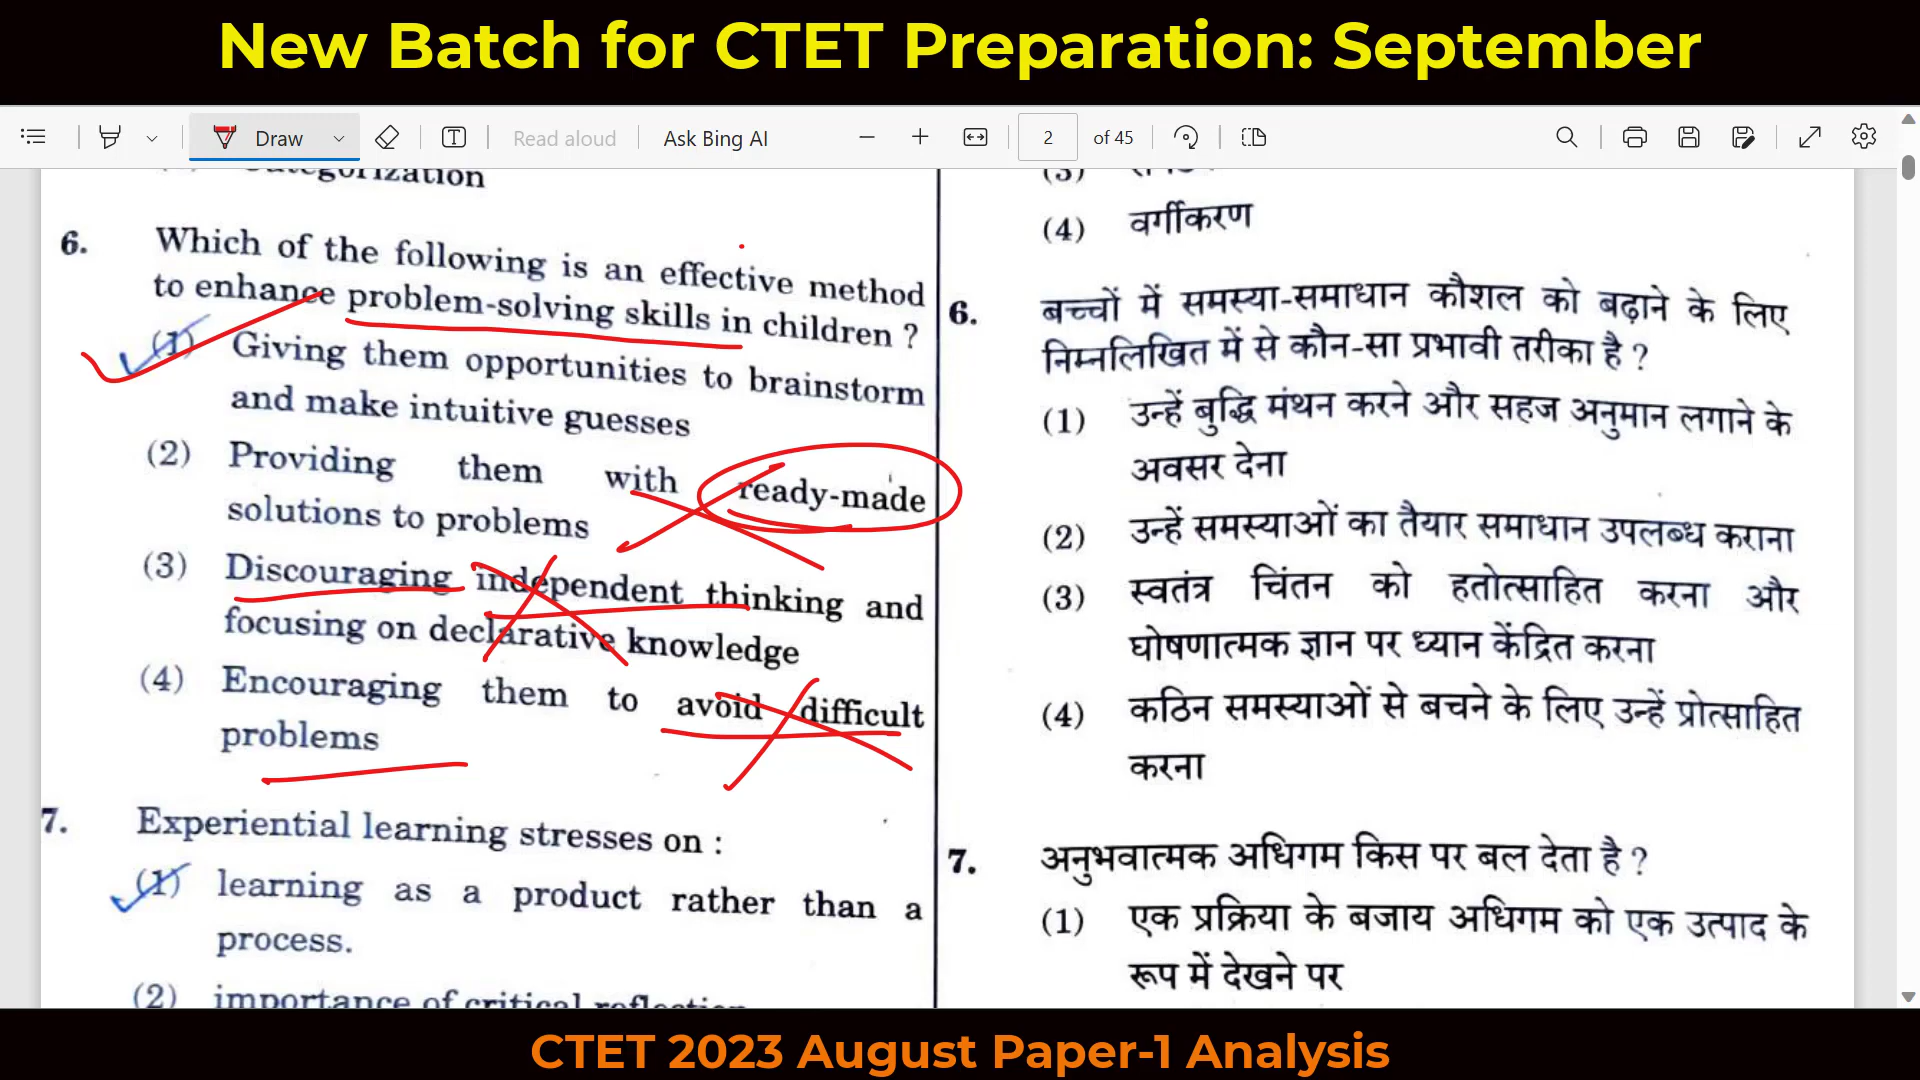 New Batch for CTET Preparation: September
Draw
Read aloud
Ask Bing AI
2
of 45
Categorization
6. Which of the following is an effective method
to enhance problem-solving skills in children ?
(1) Giving them opportunities to brainstorm
and make intuitive guesses
(2) Providing them with ready-made
solutions to problems
(3) Discouraging independent thinking and
focusing on declarative knowledge
(4) Encouraging them to avoid difficult
problems
7. Experiential learning stresses on :
(1) learning as a product rather than a
process.
(2) importance of critical reflection
(3)
(4) वर्गीकरण
6. बच्चों में समस्या-समाधान कौशल को बढ़ाने के लिए
निम्नलिखित में से कौन-सा प्रभावी तरीका है ?
(1) उन्हें बुद्धि मंथन करने और सहज अनुमान लगाने के
अवसर देना
(2) उन्हें समस्याओं का तैयार समाधान उपलब्ध कराना
(3) स्वतंत्र चिंतन को हतोत्साहित करना और
घोषणात्मक ज्ञान पर ध्यान केंद्रित करना
(4) कठिन समस्याओं से बचने के लिए उन्हें प्रोत्साहित
करना
7. अनुभवात्मक अधिगम किस पर बल देता है ?
(1) एक प्रक्रिया के बजाय अधिगम को एक उत्पाद के
रूप में देखने पर
CTET 2023 August Paper-1 Analysis